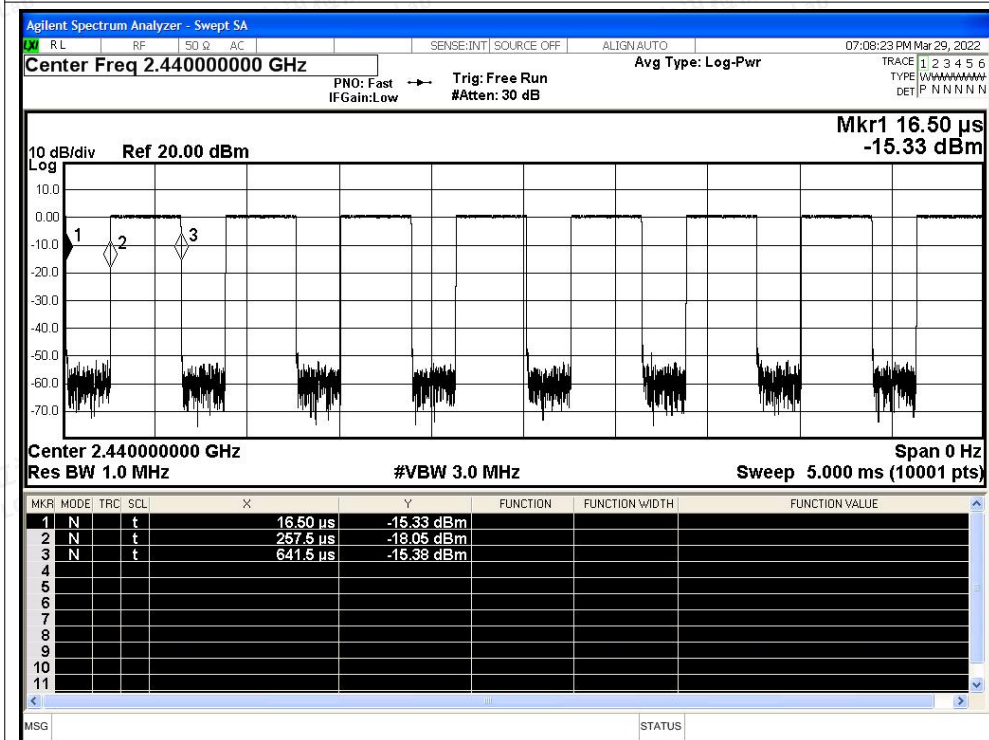 Agilent Spectrum Analyzer - Swept SA
LXI RL RF 50 Ω AC SENSE:INT SOURCE OFF ALIGN AUTO 07:08:23 PM Mar 29, 2022
Center Freq 2.440000000 GHz Avg Type: Log-Pwr TRACE 1 2 3 4 5 6
PNO: Fast Trig: Free Run TYPE
IFGain:Low #Atten: 30 dB DET P N N N N N
Mkr1 16.50 µs
10 dB/div Ref 20.00 dBm -15.33 dBm
Log
10.0
0.00
-10.0 1 2 3
-20.0
-30.0
-40.0
-50.0
-60.0
-70.0
Center 2.440000000 GHz Span 0 Hz
Res BW 1.0 MHz #VBW 3.0 MHz Sweep 5.000 ms (10001 pts)
MKR MODE TRC SCL X Y FUNCTION FUNCTION WIDTH FUNCTION VALUE
1 N t 16.50 µs -15.33 dBm
2 N t 257.5 µs -18.05 dBm
3 N t 641.5 µs -15.38 dBm
4
5
6
7
8
9
10
11
MSG STATUS